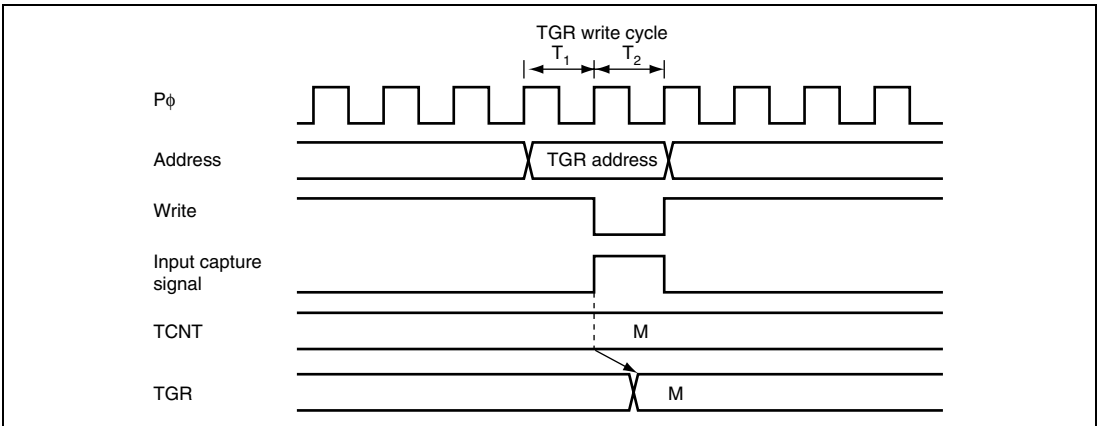 TGR write cycle
T1 T2
Pϕ
Address
TGR address
Write
Input capture
signal
TCNT
M
TGR
M